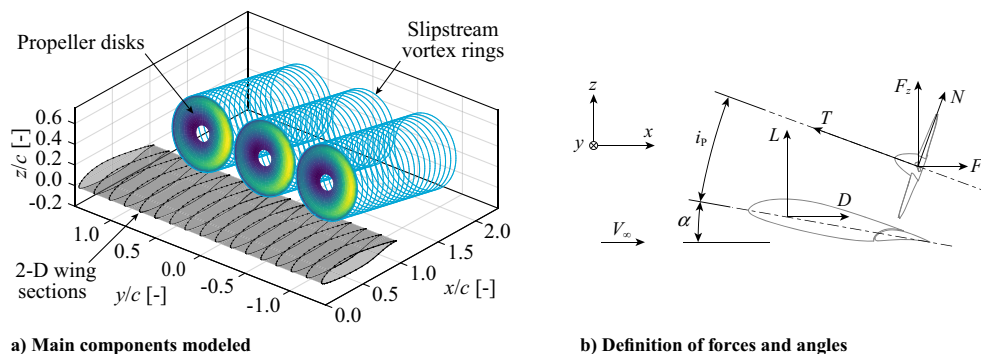 Propeller disks
Slipstream
vortex rings
z/c [-]
0.6
0.4
0.2
0.0
-0.2
2-D wing
sections
1.0
0.5
0.0
-0.5
-1.0
y/c [-]
0.0
0.5
1.0
1.5
2.0
x/c [-]
a) Main components modeled
z
x
y
V∞
α
iP
L
D
T
Fz
N
F
b) Definition of forces and angles